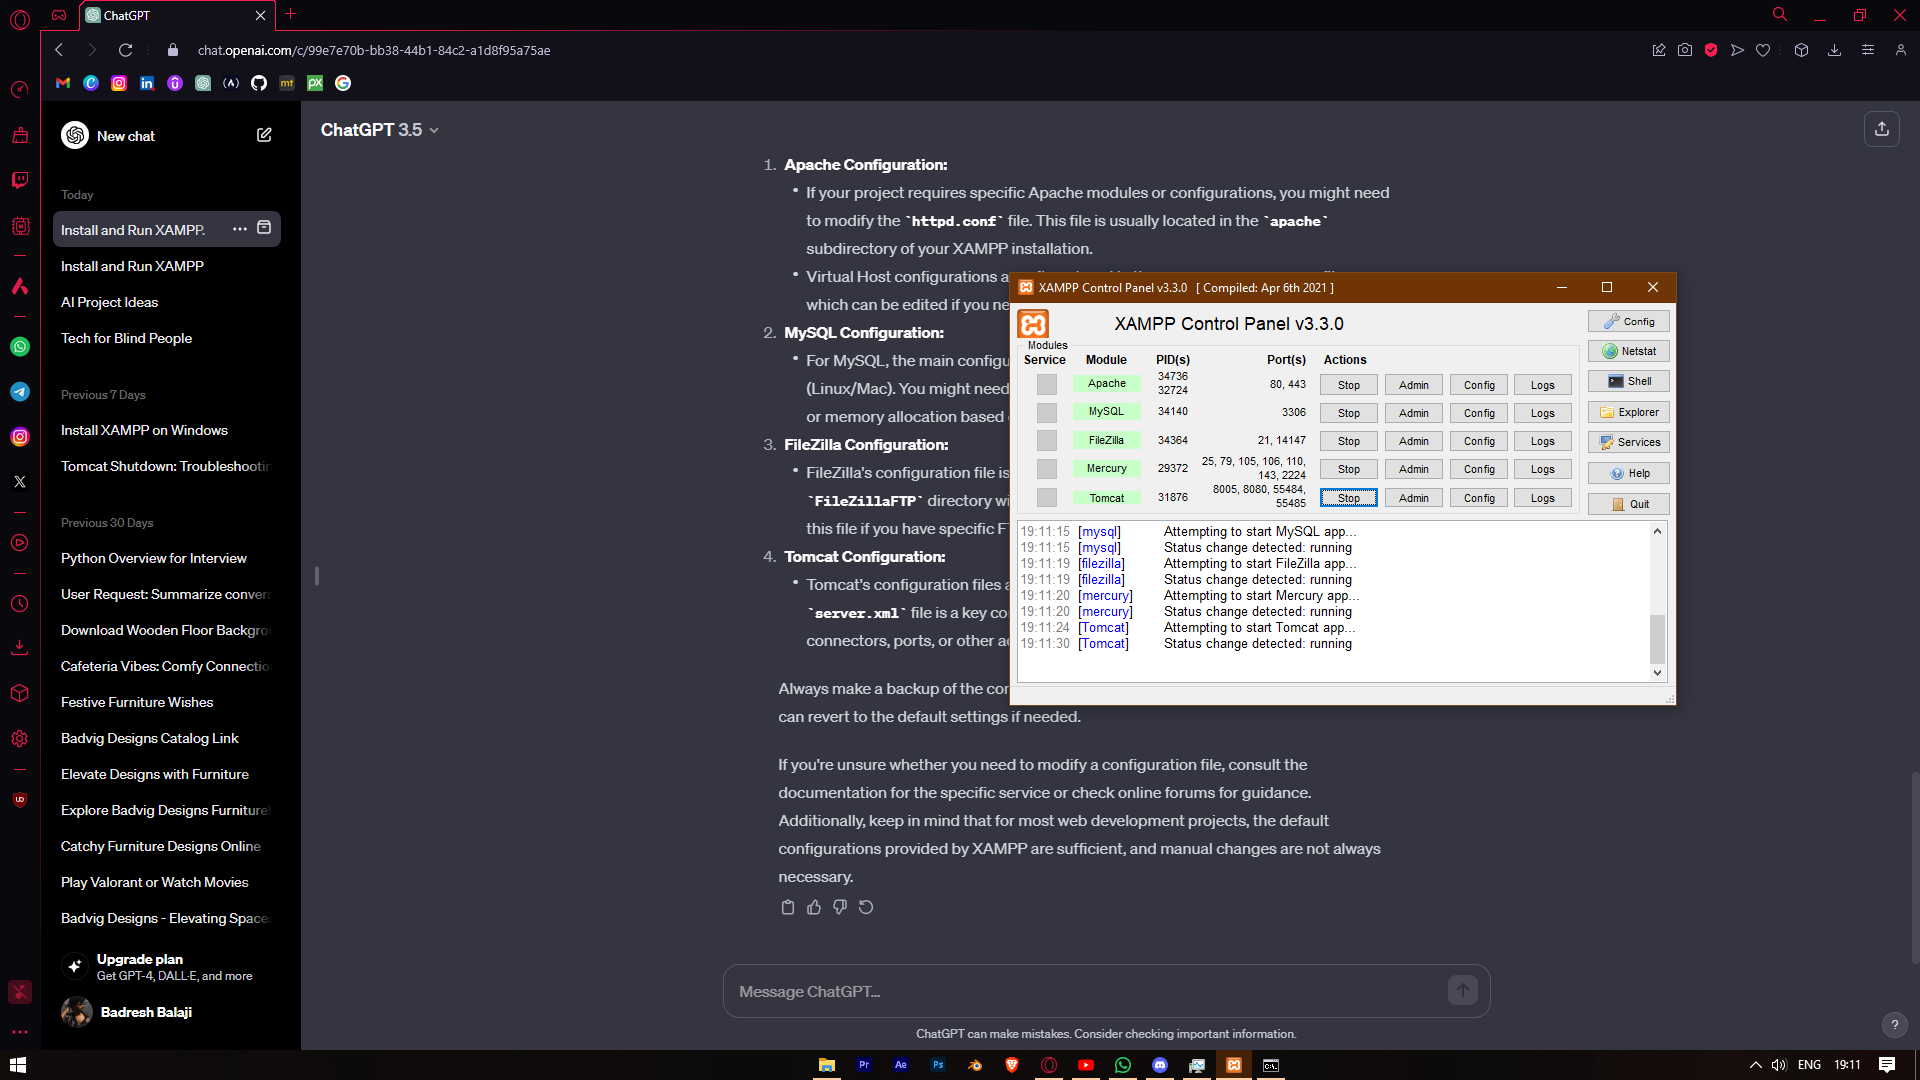 ChatGPT
chat.openai.com/c/99e7e70b-bb38-44b1-84c2-a1d8f95a75ae
mt
px
New chat
ChatGPT 3.5
Today
Install and Run XAMPP.
Install and Run XAMPP
AI Project Ideas
Tech for Blind People
Previous 7 Days
Install XAMPP on Windows
Tomcat Shutdown: Troubleshootin
Previous 30 Days
Python Overview for Interview
User Request: Summarize convers
Download Wooden Floor Backgro
Cafeteria Vibes: Comfy Connectio
Festive Furniture Wishes
Badvig Designs Catalog Link
Elevate Designs with Furniture
Explore Badvig Designs Furniture
Catchy Furniture Designs Online
Play Valorant or Watch Movies
Badvig Designs - Elevating Space
Upgrade plan
Get GPT-4, DALL·E, and more
Badresh Balaji
1. Apache Configuration:
• If your project requires specific Apache modules or configurations, you might need
to modify the `httpd.conf` file. This file is usually located in the `apache`
subdirectory of your XAMPP installation.
• Virtual Host configurations a
which can be edited if you ne
2. MySQL Configuration:
• For MySQL, the main configu
(Linux/Mac). You might need
or memory allocation based
3. FileZilla Configuration:
• FileZilla's configuration file is
`FileZillaFTP` directory wi
this file if you have specific F
4. Tomcat Configuration:
• Tomcat's configuration files a
`server.xml` file is a key co
connectors, ports, or other a
Always make a backup of the con
can revert to the default settings if needed.
If you're unsure whether you need to modify a configuration file, consult the
documentation for the specific service or check online forums for guidance.
Additionally, keep in mind that for most web development projects, the default
configurations provided by XAMPP are sufficient, and manual changes are not always
necessary.
Message ChatGPT...
ChatGPT can make mistakes. Consider checking important information.
?
XAMPP Control Panel v3.3.0 [ Compiled: Apr 6th 2021 ]
XAMPP Control Panel v3.3.0
Modules
Service Module PID(s) Port(s) Actions
Apache 34736 32724 80, 443 Stop Admin Config Logs
MySQL 34140 3306 Stop Admin Config Logs
FileZilla 34364 21, 14147 Stop Admin Config Logs
Mercury 29372 25, 79, 105, 106, 110, 143, 2224 Stop Admin Config Logs
Tomcat 31876 8005, 8080, 55484, 55485 Stop Admin Config Logs
Config
Netstat
Shell
Explorer
Services
Help
Quit
19:11:15 [mysql] Attempting to start MySQL app...
19:11:15 [mysql] Status change detected: running
19:11:19 [filezilla] Attempting to start FileZilla app...
19:11:19 [filezilla] Status change detected: running
19:11:20 [mercury] Attempting to start Mercury app...
19:11:20 [mercury] Status change detected: running
19:11:24 [Tomcat] Attempting to start Tomcat app...
19:11:30 [Tomcat] Status change detected: running
Pr
Ae
Ps
ENG
19:11